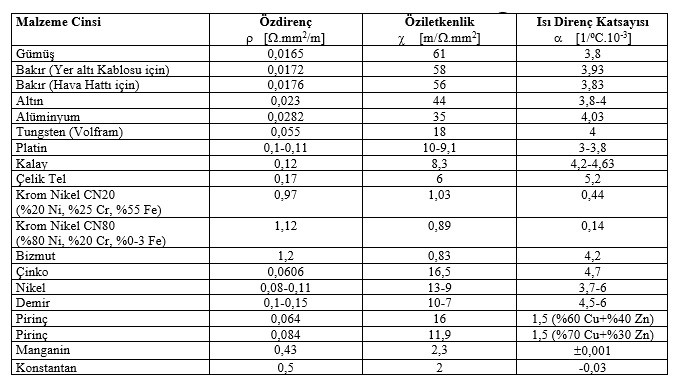 Malzeme Cinsi Özdirenç Öziletkenlik Isı Direnç Katsayısı
ρ [Ω.mm²/m] χ [m/Ω.mm²] α [1/⁰C.10⁻³]
Gümüş 0,0165 61 3,8
Bakır (Yer altı Kablosu için) 0,0172 58 3,93
Bakır (Hava Hattı için) 0,0176 56 3,83
Altın 0,023 44 3,8-4
Alüminyum 0,0282 35 4,03
Tungsten (Volfram) 0,055 18 4
Platin 0,1-0,11 10-9,1 3-3,8
Kalay 0,12 8,3 4,2-4,63
Çelik Tel 0,17 6 5,2
Krom Nikel CN20 0,97 1,03 0,44
(%20 Ni, %25 Cr, %55 Fe)
Krom Nikel CN80 1,12 0,89 0,14
(%80 Ni, %20 Cr, %0-3 Fe)
Bizmut 1,2 0,83 4,2
Çinko 0,0606 16,5 4,7
Nikel 0,08-0,11 13-9 3,7-6
Demir 0,1-0,15 10-7 4,5-6
Pirinç 0,064 16 1,5 (%60 Cu+%40 Zn)
Pirinç 0,084 11,9 1,5 (%70 Cu+%30 Zn)
Manganin 0,43 2,3 ±0,001
Konstantan 0,5 2 -0,03